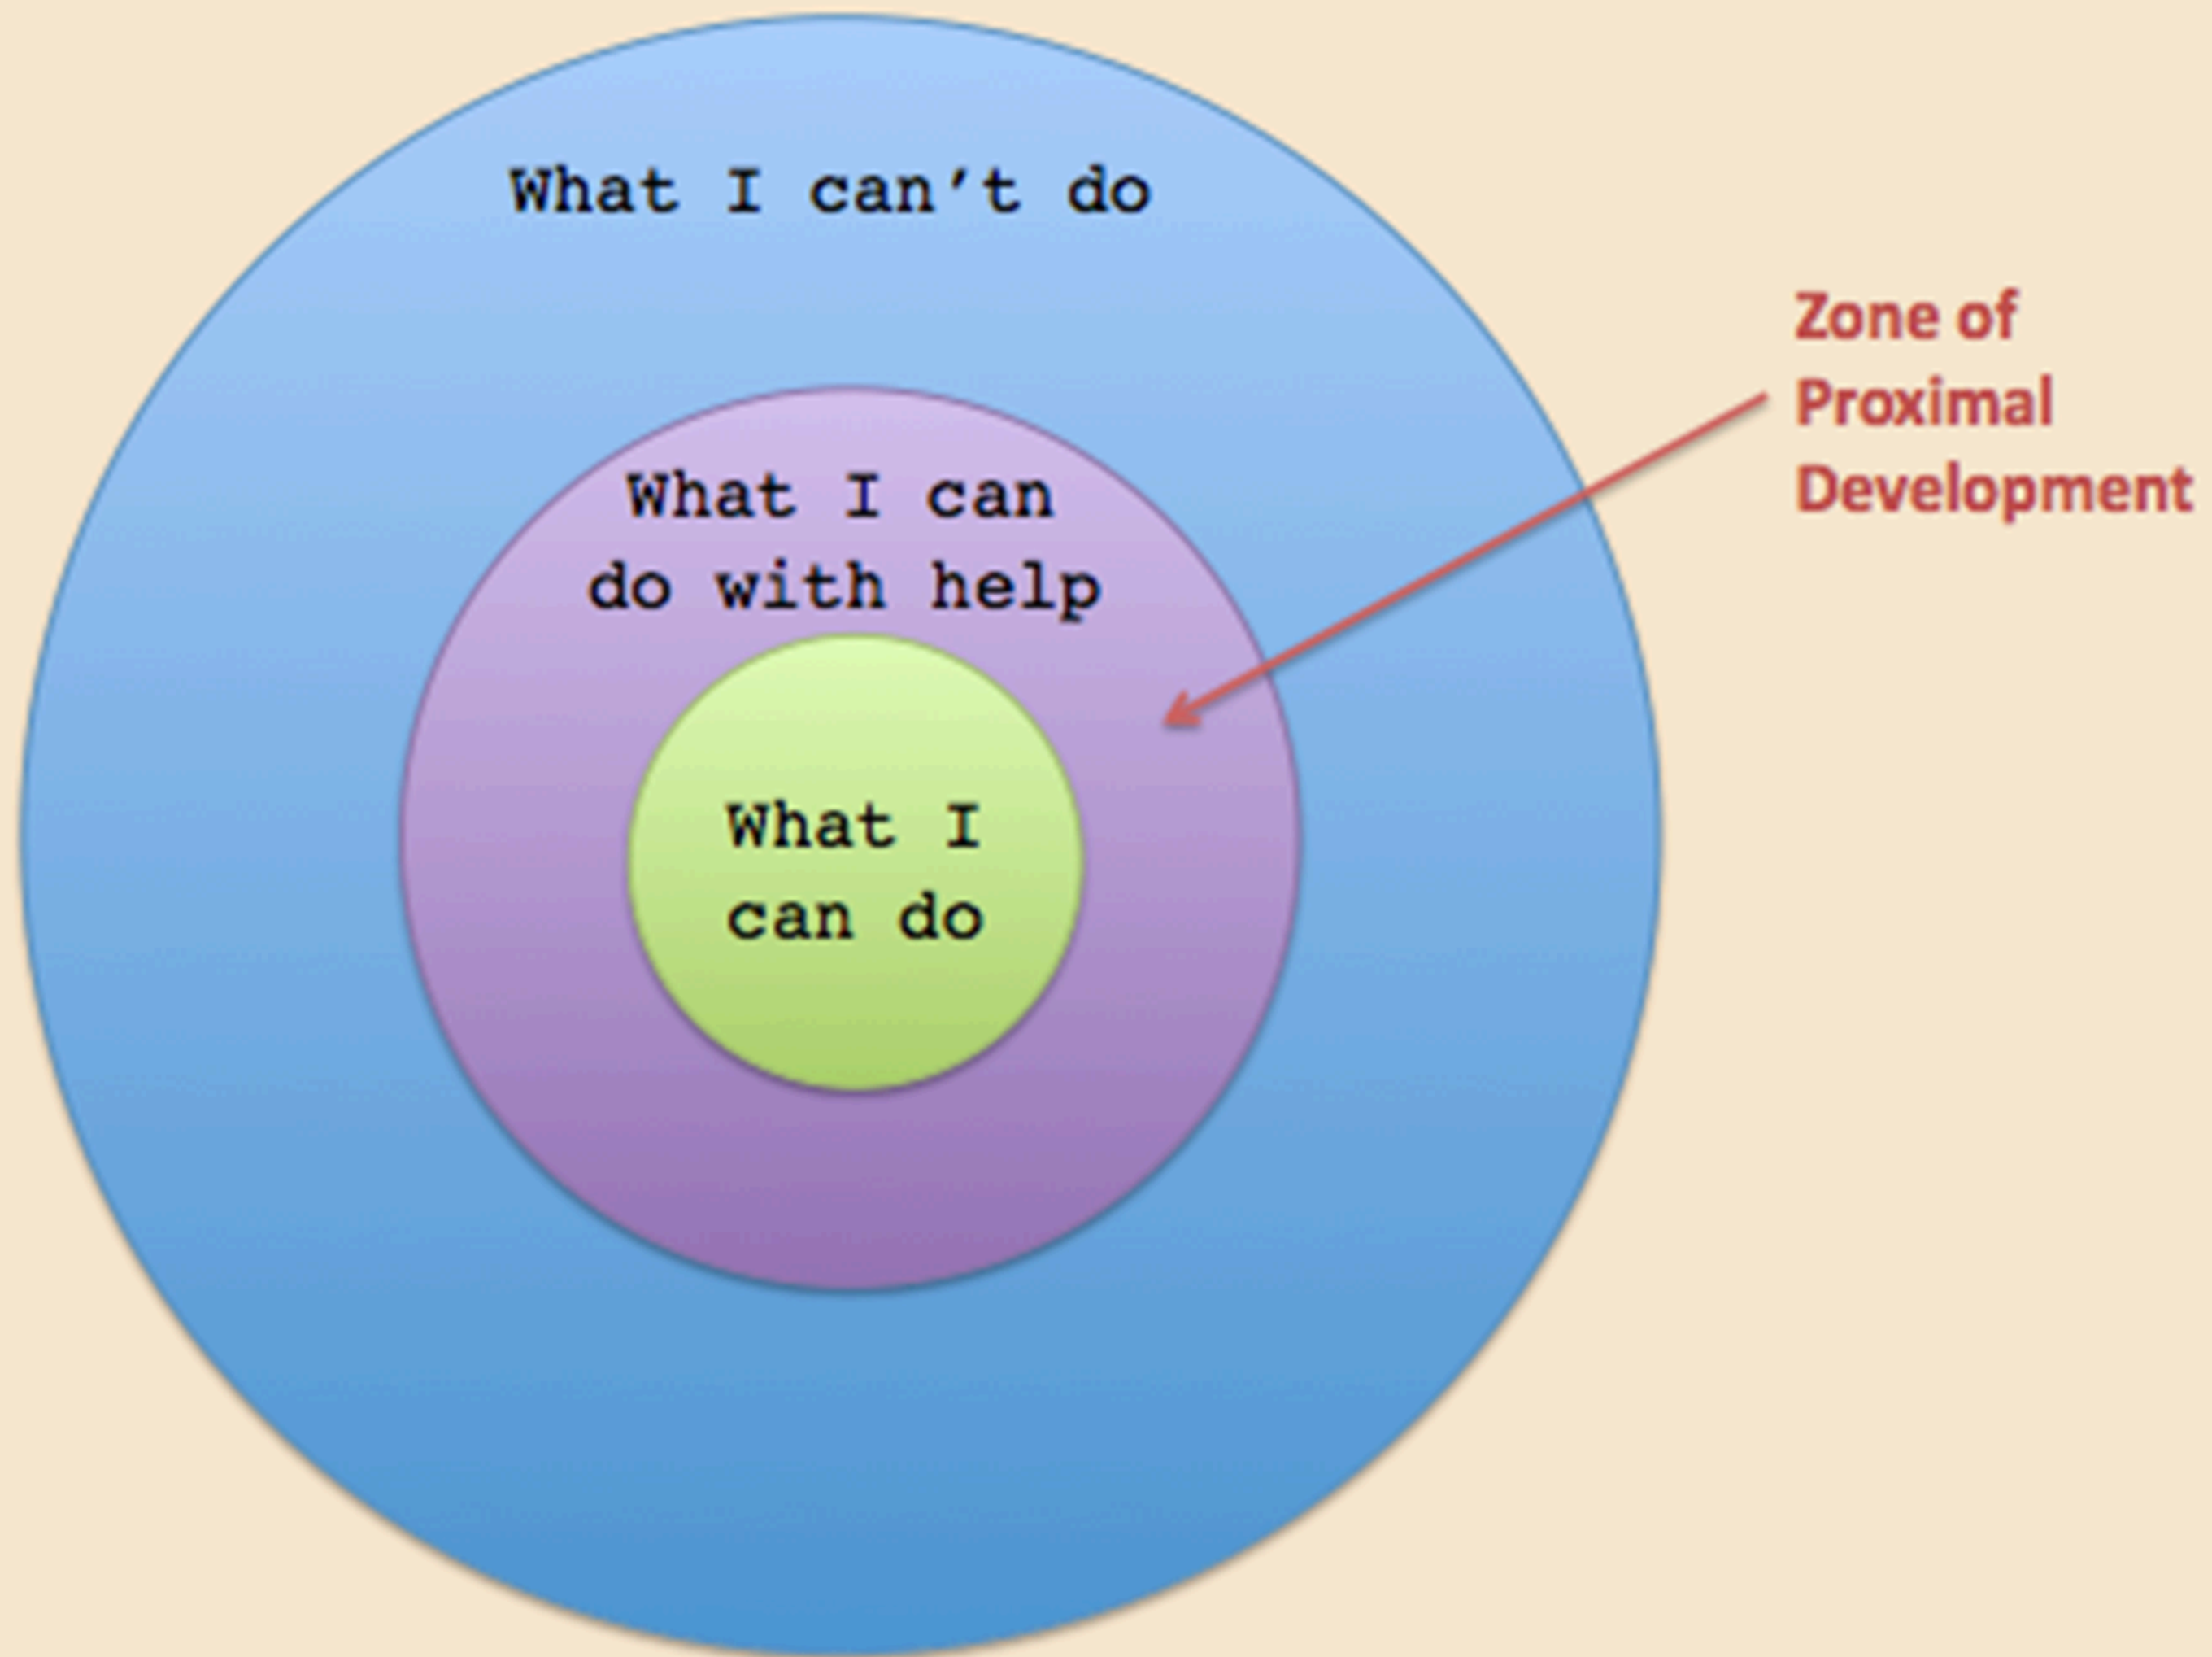 What I can’t do
Zone of
Proximal
Development
What I can
do with help
What I
can do